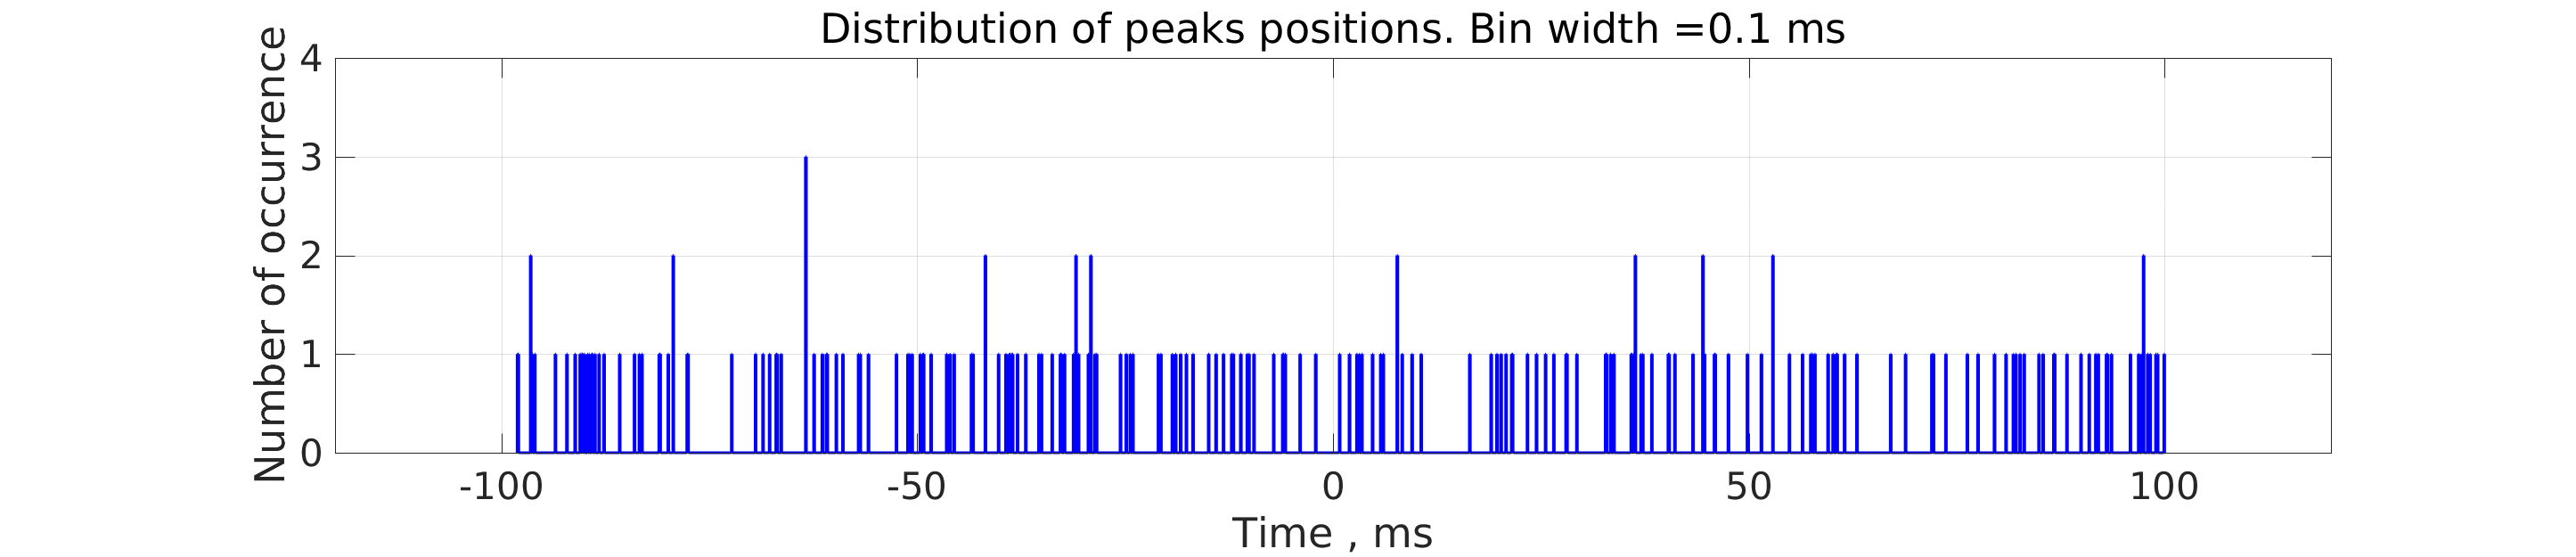 Distribution of peaks positions. Bin width =0.1 ms
Number of occurrence
4
3
2
1
0
-100 -50 0 50 100
Time , ms